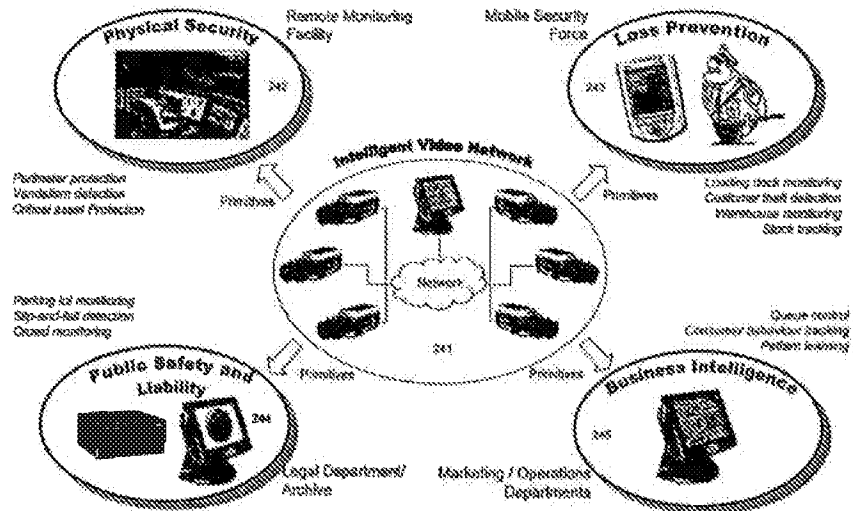 Physical Security
242
Remote Monitoring
Facility
Mobile Security
Force
Loss Prevention
243
Perimeter protection
Vandalism detection
Critical asset Protection
Primitives
Intelligent Video Network
Network
241
Primitives
Loading dock monitoring
Customer theft detection
Warehouse monitoring
Stock tracking
Parking lot monitoring
Slip-and-fall detection
Crowd monitoring
Primitives
Primitives
Queue control
Consumer behaviour tracking
Pattern learning
Public Safety and
Liability
244
Legal Department/
Archive
Marketing / Operations
Departments
Business Intelligence
245